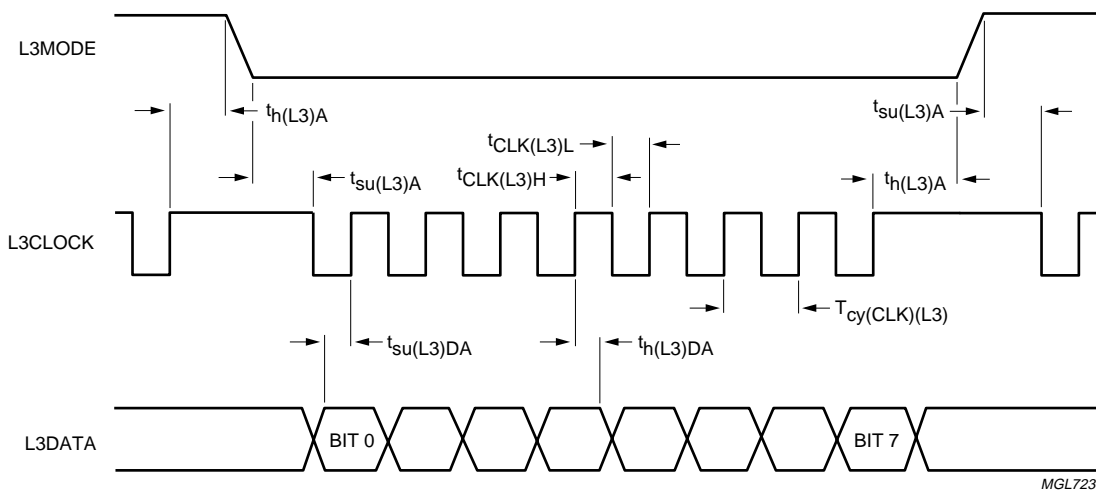 L3MODE
th(L3)A
tsu(L3)A
tCLK(L3)L
tsu(L3)A
tCLK(L3)H
th(L3)A
L3CLOCK
Tcy(CLK)(L3)
tsu(L3)DA
th(L3)DA
L3DATA
BIT 0
BIT 7
MGL723